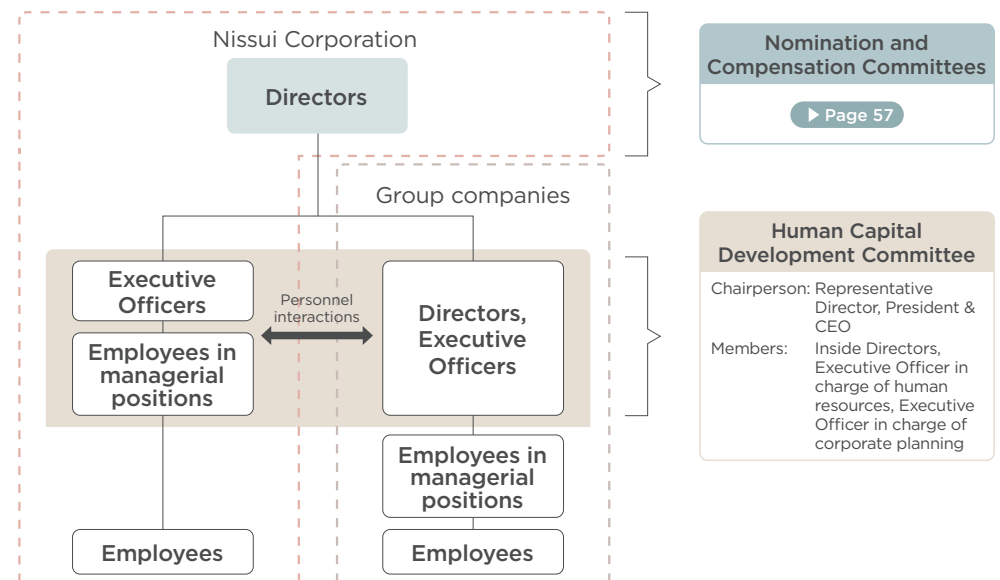 Nissui Corporation
Directors
Group companies
Executive
Officers
Employees in
managerial
positions
Employees
Personnel
interactions
Directors,
Executive
Officers
Employees in
managerial
positions
Employees
Nomination and
Compensation Committees
▶ Page 57
Human Capital
Development Committee
Chairperson: Representative
Director, President &
CEO
Members: Inside Directors,
Executive Officer in
charge of human
resources, Executive
Officer in charge of
corporate planning